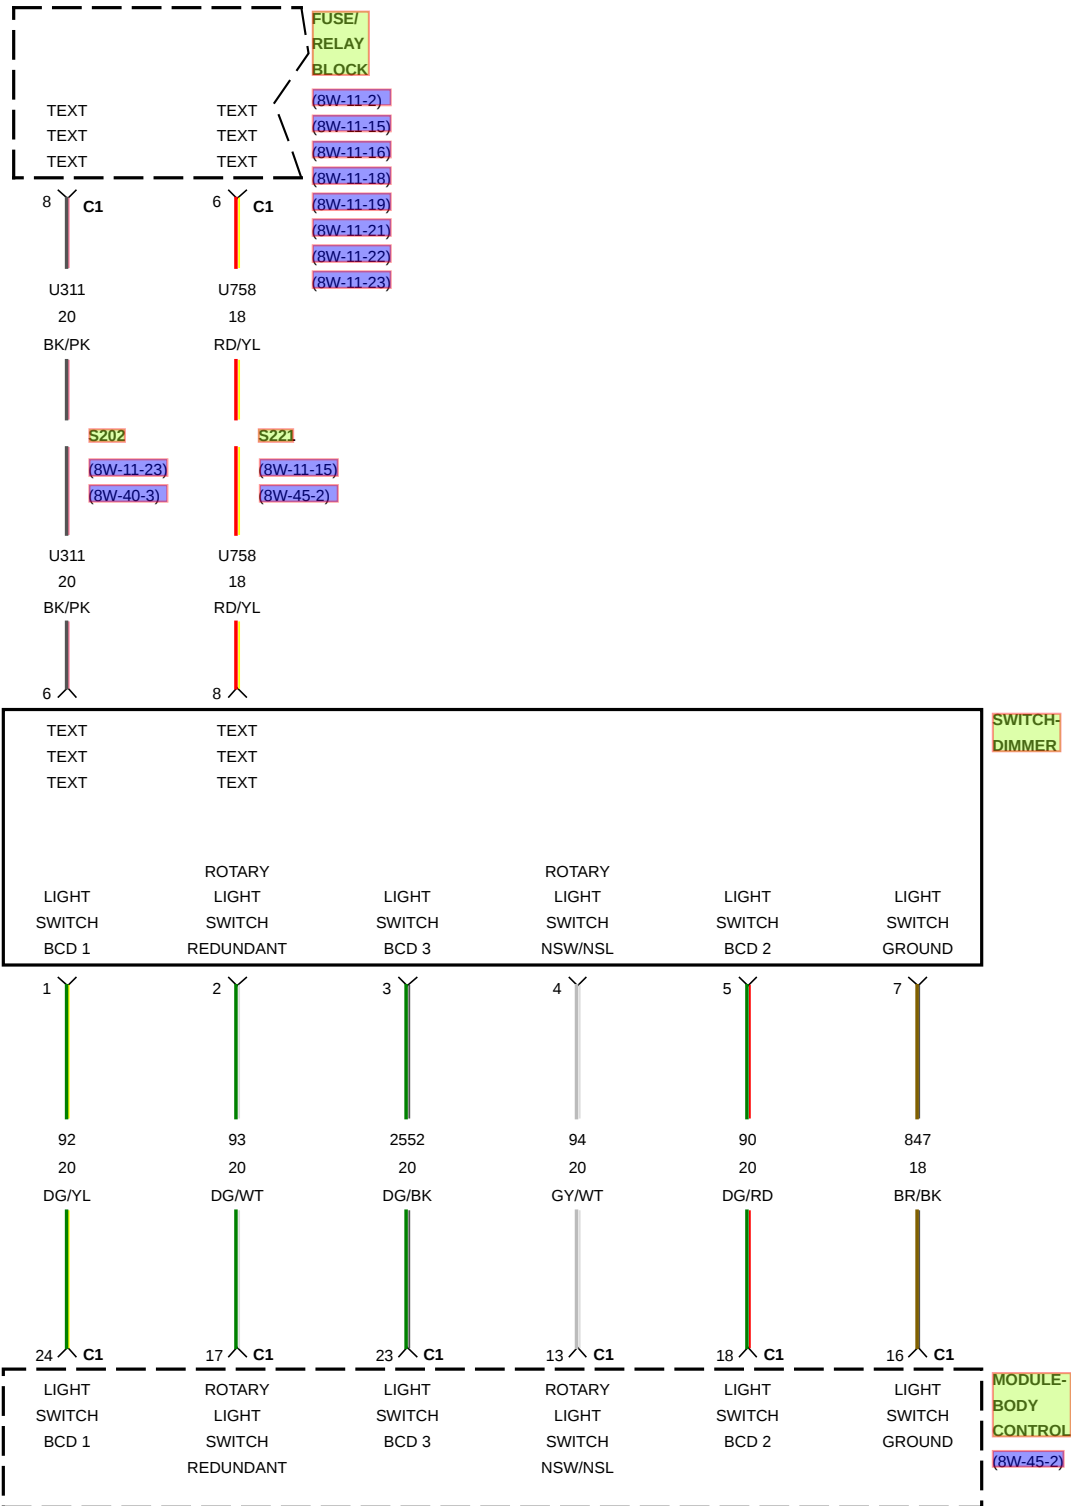 FUSE/
RELAY
BLOCK
(8W-11-2)
(8W-11-15)
(8W-11-16)
(8W-11-18)
(8W-11-19)
(8W-11-21)
(8W-11-22)
(8W-11-23)
TEXT TEXT
TEXT TEXT
TEXT TEXT
8 C1 6 C1
U311 U758
20 18
BK/PK RD/YL
S202 S221
(8W-11-23) (8W-11-15)
(8W-40-3) (8W-45-2)
U311 U758
20 18
BK/PK RD/YL
6 8
SWITCH-
DIMMER
TEXT TEXT
TEXT TEXT
TEXT TEXT
ROTARY ROTARY
LIGHT LIGHT LIGHT LIGHT LIGHT LIGHT
SWITCH SWITCH SWITCH SWITCH SWITCH SWITCH
BCD 1 REDUNDANT BCD 3 NSW/NSL BCD 2 GROUND
1 2 3 4 5 7
92 93 2552 94 90 847
20 20 20 20 20 18
DG/YL DG/WT DG/BK GY/WT DG/RD BR/BK
24 C1 17 C1 23 C1 13 C1 18 C1 16 C1
LIGHT ROTARY LIGHT ROTARY LIGHT LIGHT
SWITCH LIGHT SWITCH LIGHT SWITCH SWITCH
BCD 1 SWITCH BCD 3 SWITCH BCD 2 GROUND
REDUNDANT NSW/NSL
MODULE-
BODY
CONTROL
(8W-45-2)